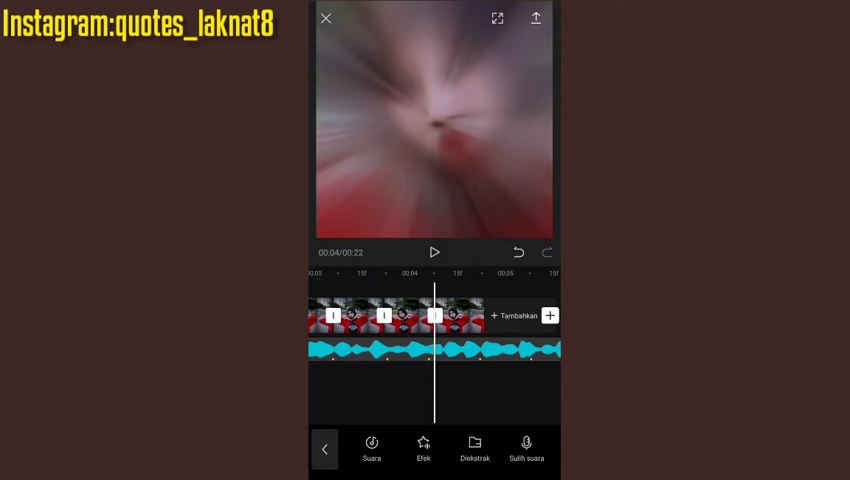 Instagram:quotes_laknat8
00:04/00:22
0:03 15f 00:04 15f 00:05 15f
+ Tambahkan
Suara Efek Diekstrak Sulih suara